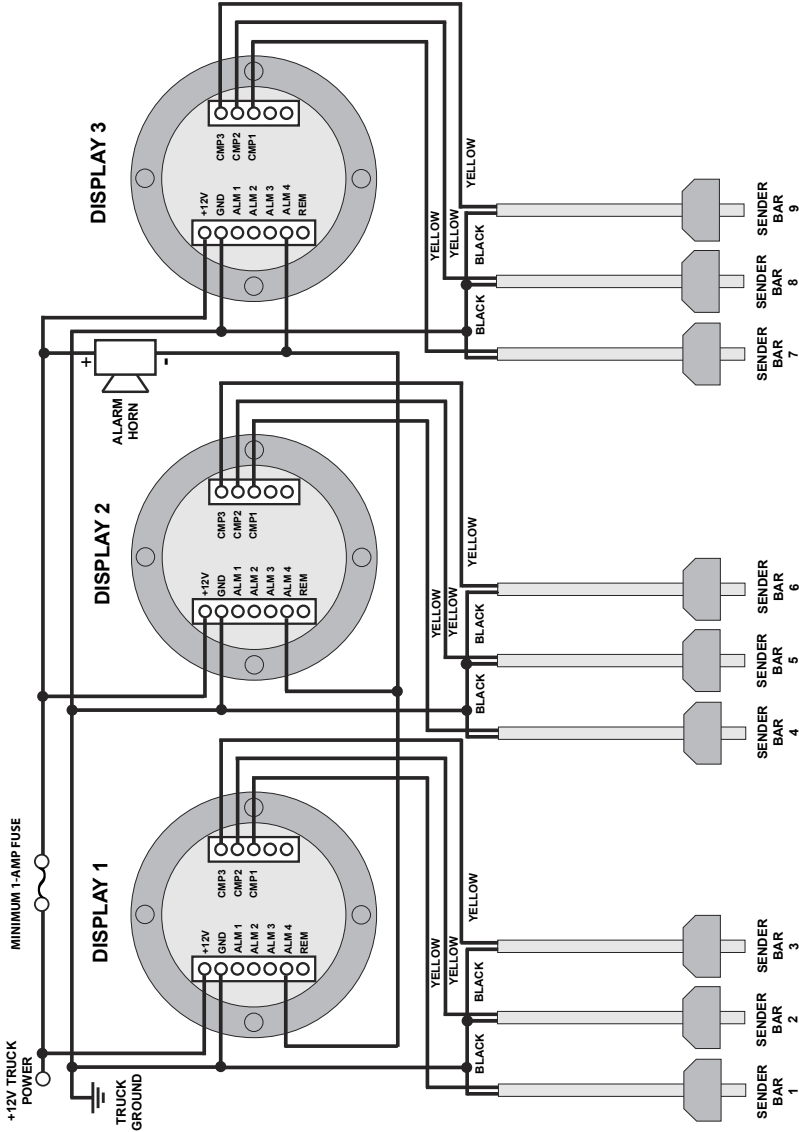 +12V TRUCK
POWER
MINIMUM 1-AMP FUSE
TRUCK
GROUND
DISPLAY 1
+12V
GND
ALM 1
ALM 2
ALM 3
ALM 4
REM
CMP3
CMP2
CMP1
YELLOW
YELLOW
YELLOW
BLACK
BLACK
SENDER
BAR
1
SENDER
BAR
2
SENDER
BAR
3
DISPLAY 2
+12V
GND
ALM 1
ALM 2
ALM 3
ALM 4
REM
CMP3
CMP2
CMP1
YELLOW
YELLOW
YELLOW
BLACK
BLACK
SENDER
BAR
4
SENDER
BAR
5
SENDER
BAR
6
ALARM
HORN
+
-
DISPLAY 3
+12V
GND
ALM 1
ALM 2
ALM 3
ALM 4
REM
CMP3
CMP2
CMP1
YELLOW
YELLOW
YELLOW
BLACK
BLACK
SENDER
BAR
7
SENDER
BAR
8
SENDER
BAR
9